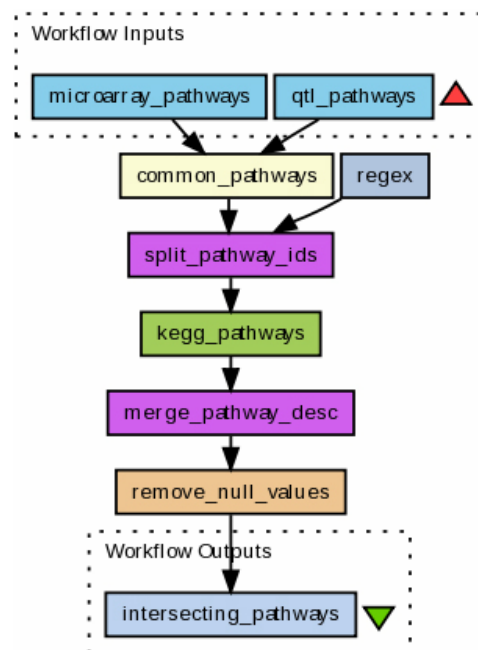 Workflow Inputs
microarray_pathways
qtl_pathways
common_pathways
regex
split_pathway_ids
kegg_pathways
merge_pathway_desc
remove_null_values
Workflow Outputs
intersecting_pathways